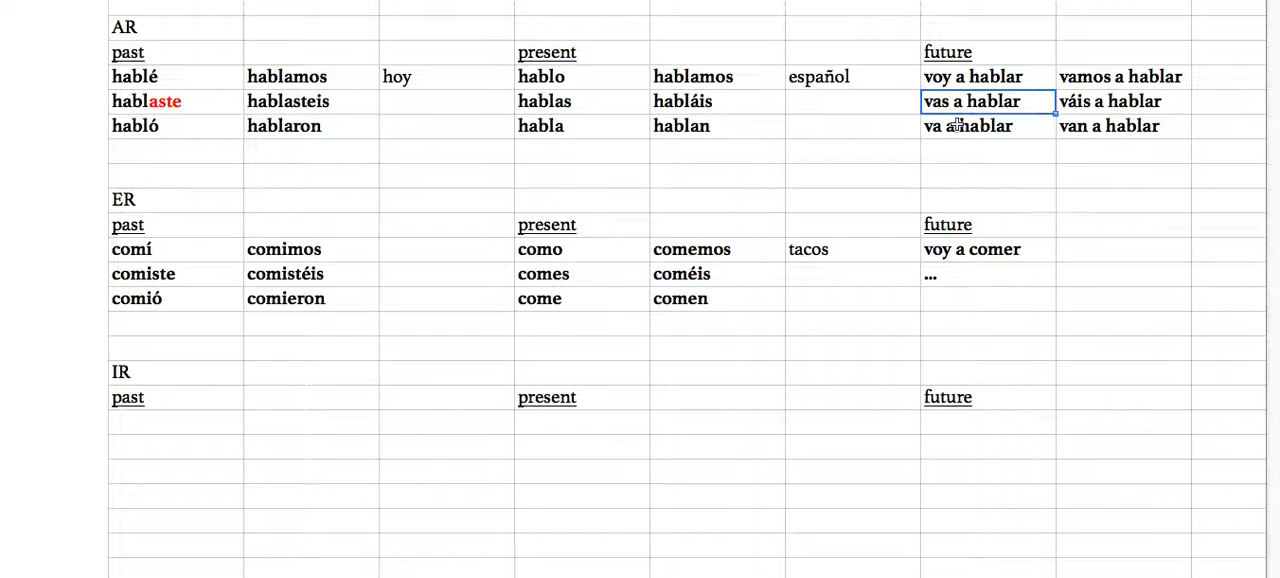 AR
past present future
hablé hablamos hoy hablo hablamos español voy a hablar vamos a hablar
hablaste hablasteis hablas habláis vas a hablar váis a hablar
habló hablaron habla hablan va a hablar van a hablar
ER
past present future
comí comimos como comemos tacos voy a comer
comiste comistéis comes coméis ...
comió comieron come comen
IR
past present future